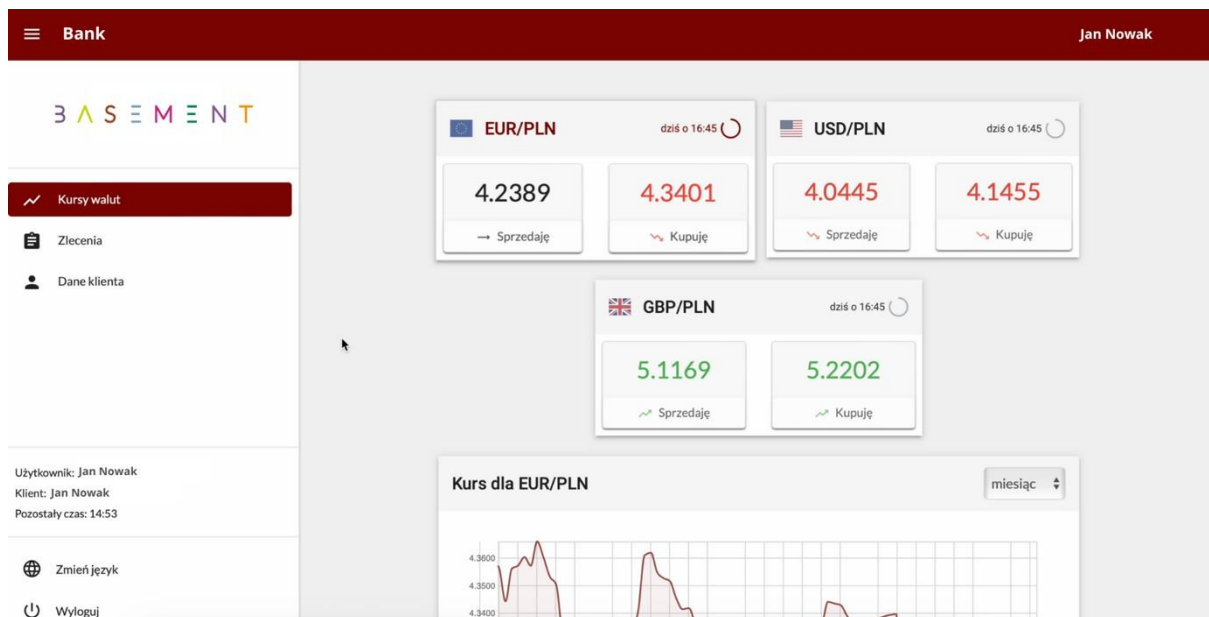 Bank
Jan Nowak
BASEMENT
Kursy walut
Zlecenia
Dane klienta
Użytkownik: Jan Nowak
Klient: Jan Nowak
Pozostały czas: 14:53
Zmień język
Wyloguj
EUR/PLN
dziś o 16:45
4.2389
4.3401
Sprzedaję
Kupuję
USD/PLN
dziś o 16:45
4.0445
4.1455
Sprzedaję
Kupuję
GBP/PLN
dziś o 16:45
5.1169
5.2202
Sprzedaję
Kupuję
Kurs dla EUR/PLN
miesiąc
4.3600
4.3500
4.3400